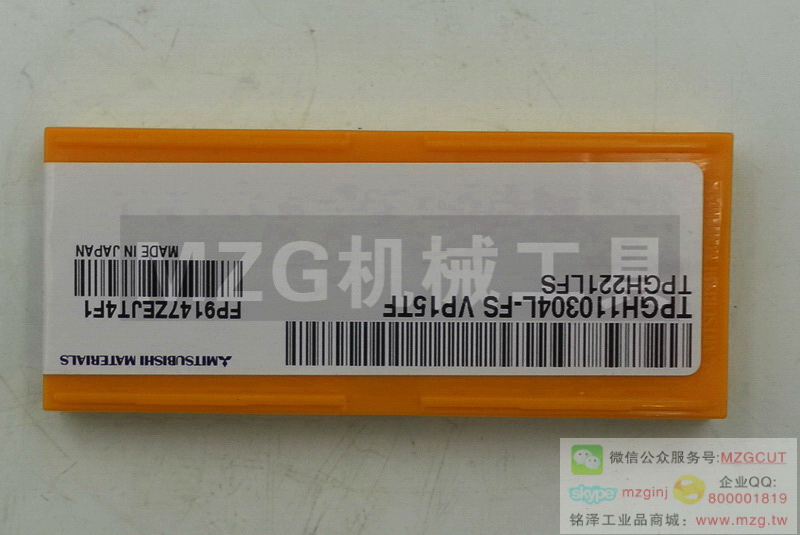 MITSUBISHI MATERIALS
TPGH110304L-FS VP15TF
TPGH221LFS
FP9147ZEJT4F1
MADE IN JAPAN
MZG机械工具
微信公众服务号:MZGCUT
skype mzginj 企业QQ: 800001819
铭泽工业品商城：www.mzg.tw